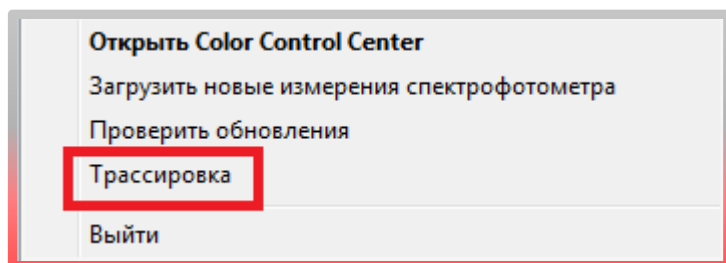 Открыть Color Control Center
Загрузить новые измерения спектрофотометра
Проверить обновления
Трассировка
Выйти